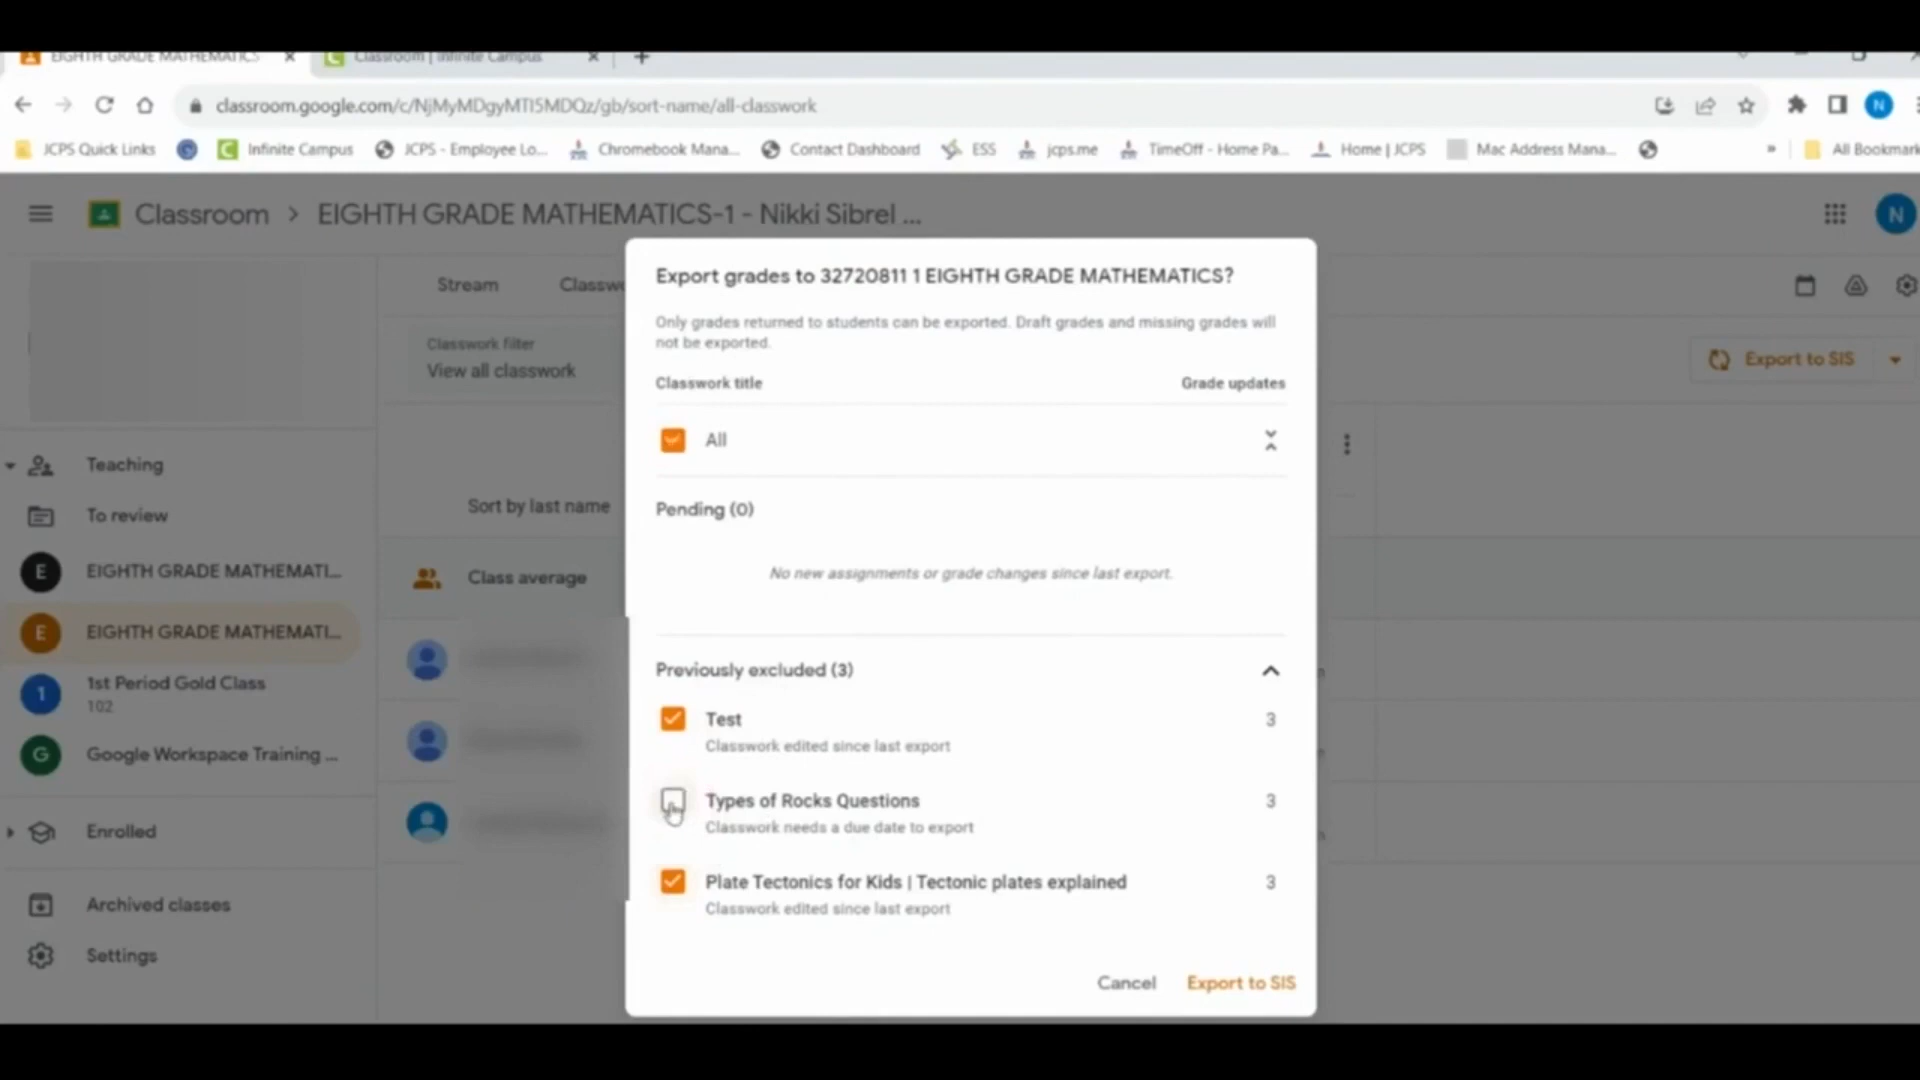 EIGHTH GRADE MATHEMATICS
Classroom | Infinite Campus
classroom.google.com/c/NjMyMDgyMTI5MDQz/gb/sort-name/all-classwork
N
JCPS Quick Links
Infinite Campus
JCPS - Employee Lo...
Chromebook Mana...
Contact Dashboard
ESS
jcps.me
TimeOff - Home Pa...
Home | JCPS
Mac Address Mana...
»
All Bookmark
Classroom > EIGHTH GRADE MATHEMATICS-1 - Nikki Sibrel ...
N
Stream
Classw
Classwork filter
View all classwork
Export to SIS
Teaching
To review
E
EIGHTH GRADE MATHEMATI...
E
EIGHTH GRADE MATHEMATI...
1
1st Period Gold Class
102
G
Google Workspace Training ...
Enrolled
Archived classes
Settings
Sort by last name
Class average
Export grades to 32720811 1 EIGHTH GRADE MATHEMATICS?
Only grades returned to students can be exported. Draft grades and missing grades will
not be exported.
Classwork title
Grade updates
All
Pending (0)
No new assignments or grade changes since last export.
Previously excluded (3)
Test
3
Classwork edited since last export
Types of Rocks Questions
3
Classwork needs a due date to export
Plate Tectonics for Kids | Tectonic plates explained
3
Classwork edited since last export
Cancel
Export to SIS